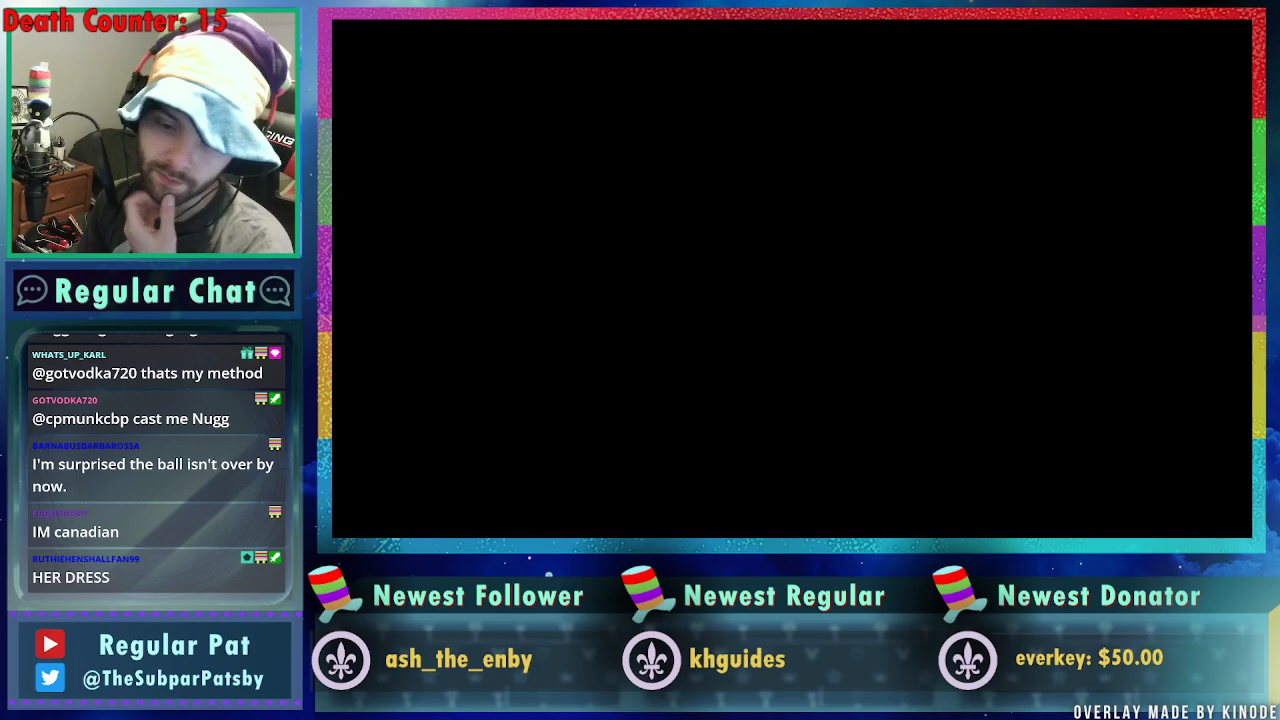 Death Counter: 15
Regular Chat
WHATS_UP_KARL
@gotvodka720 thats my method
GOTVODKA720
@cpmunkcbp cast me Nugg
BARNABUSBARBAROSSA
I'm surprised the ball isn't over by
now.
IM canadian
RUTHIEHENSHALLFAN99
HER DRESS
Regular Pat
@TheSubparPatsby
Newest Follower
ash_the_enby
Newest Regular
khguides
Newest Donator
everkey: $50.00
OVERLAY MADE BY KINODE